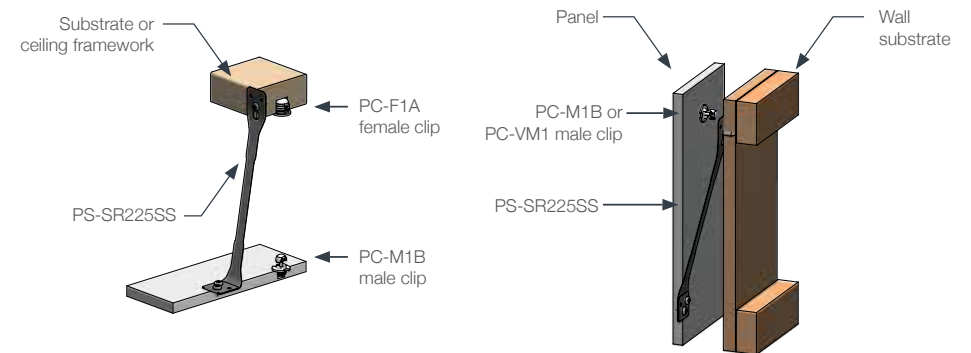 Substrate or
ceiling framework
PC-F1A
female clip
PS-SR225SS
PC-M1B
male clip
Panel
Wall
substrate
PC-M1B or
PC-VM1 male clip
PS-SR225SS